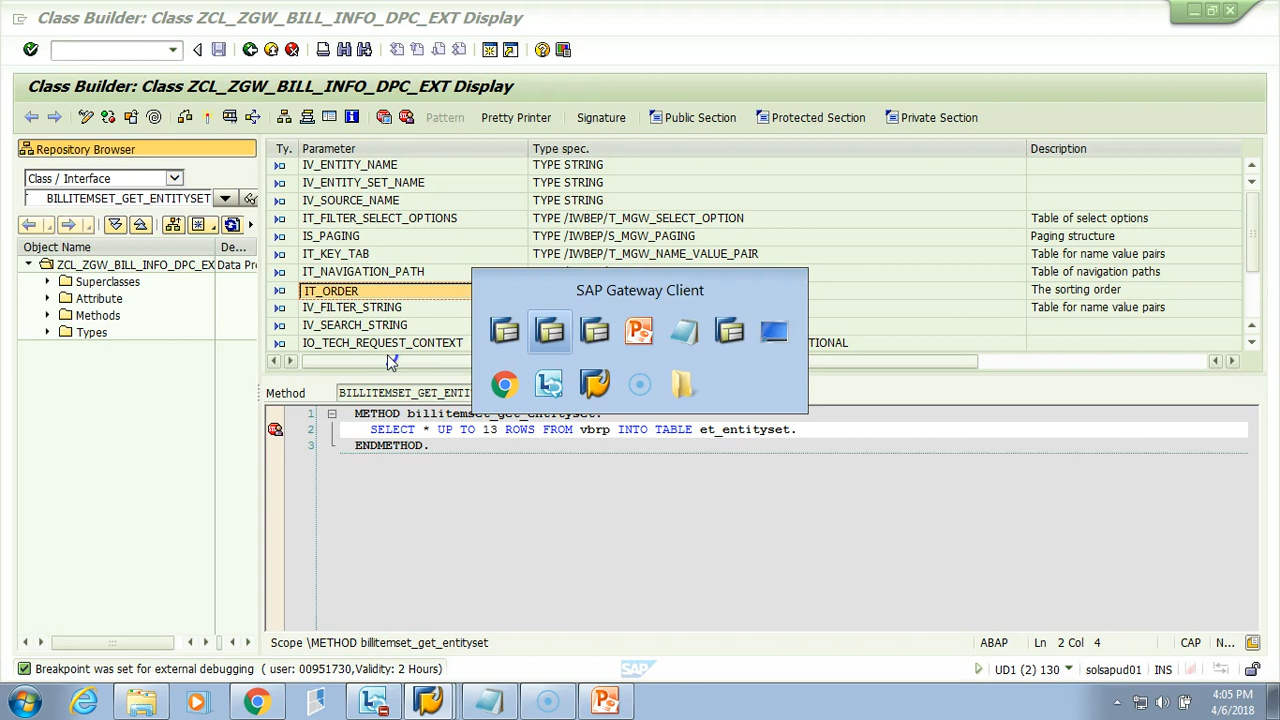 Class Builder: Class ZCL_ZGW_BILL_INFO_DPC_EXT Display
Class Builder: Class ZCL_ZGW_BILL_INFO_DPC_EXT Display
Pattern Pretty Printer Signature Public Section Protected Section Private Section
Repository Browser
Class / Interface
BILLITEMSET_GET_ENTITYSET
Object Name De...
ZCL_ZGW_BILL_INFO_DPC_EX Data Pr
Superclasses
Attribute
Methods
Types
Ty. Parameter Type spec. Description
IV_ENTITY_NAME TYPE STRING
IV_ENTITY_SET_NAME TYPE STRING
IV_SOURCE_NAME TYPE STRING
IT_FILTER_SELECT_OPTIONS TYPE /IWBEP/T_MGW_SELECT_OPTION Table of select options
IS_PAGING TYPE /IWBEP/S_MGW_PAGING Paging structure
IT_KEY_TAB TYPE /IWBEP/T_MGW_NAME_VALUE_PAIR Table for name value pairs
IT_NAVIGATION_PATH Table of navigation paths
IT_ORDER The sorting order
IV_FILTER_STRING Table for name value pairs
IV_SEARCH_STRING
IO_TECH_REQUEST_CONTEXT OPTIONAL
SAP Gateway Client
Method BILLITEMSET_GET_ENTI
1 METHOD billitemset_get_entityset.
2 SELECT * UP TO 13 ROWS FROM vbrp INTO TABLE et_entityset.
3 ENDMETHOD.
Scope \METHOD billitemset_get_entityset ABAP Ln 2 Col 4 CAP N...
Breakpoint was set for external debugging ( user: 00951730,Validity: 2 Hours) SAP UD1 (2) 130 solsapud01 INS
4:05 PM
4/6/2018